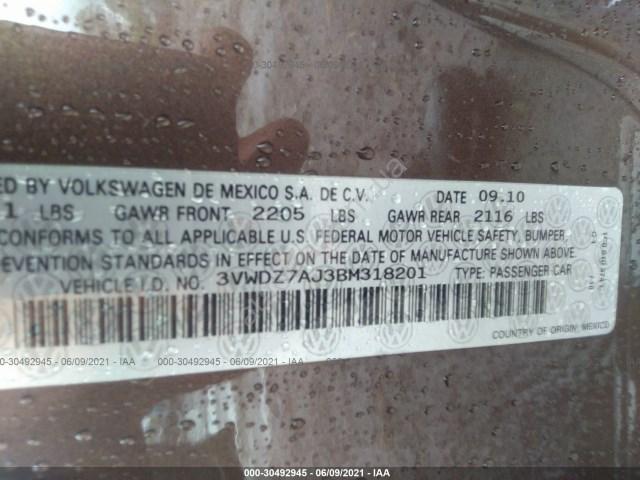 ED BY VOLKSWAGEN DE MEXICO S.A. DE C.V. DATE 09.10
1 LBS GAWR FRONT 2205 LBS GAWR REAR 2116 LBS
CONFORMS TO ALL APPLICABLE U.S. FEDERAL MOTOR VEHICLE SAFETY, BUMPER,
EVENTION STANDARDS IN EFFECT ON THE DATE OF MANUFACTURE SHOWN ABOVE.
VEHICLE I.D. NO. 3VWDZ7AJ3BM318201 TYPE: PASSENGER CAR
COUNTRY OF ORIGIN: MEXICO
000-30492945 / 06/09/2021 - IAA